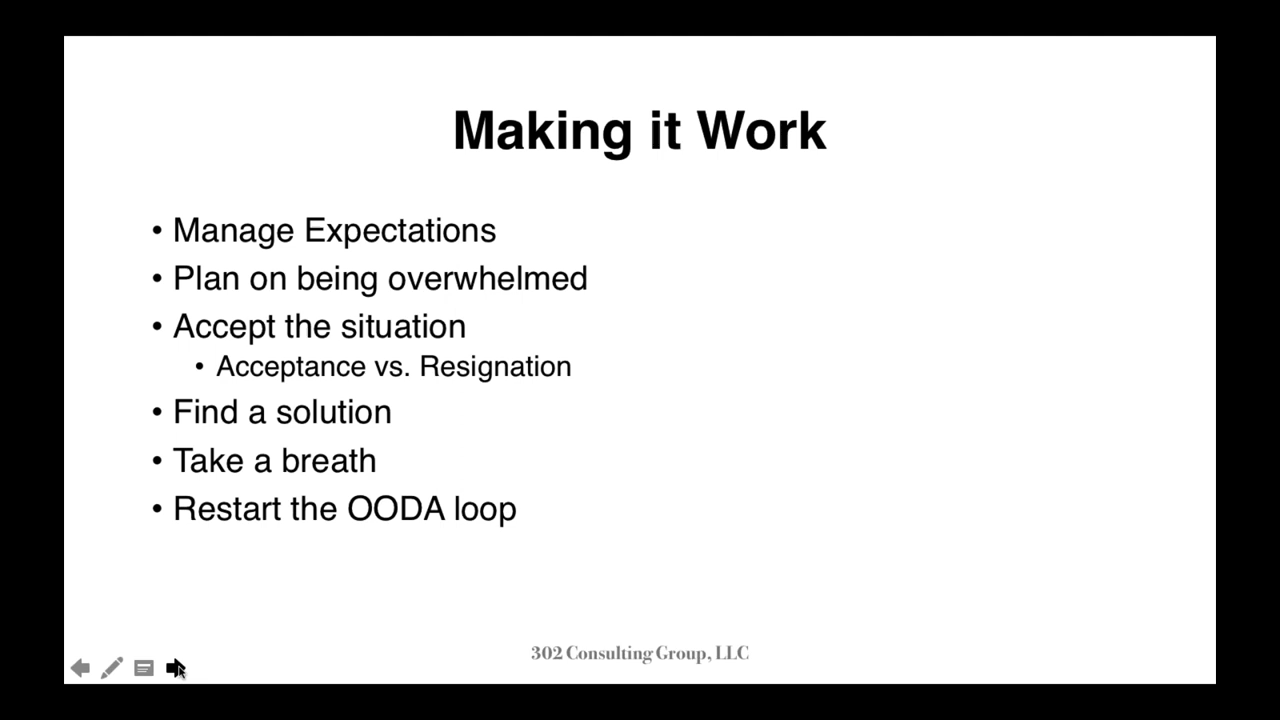 Making it Work
• Manage Expectations
• Plan on being overwhelmed
• Accept the situation
• Acceptance vs. Resignation
• Find a solution
• Take a breath
• Restart the OODA loop
302 Consulting Group, LLC